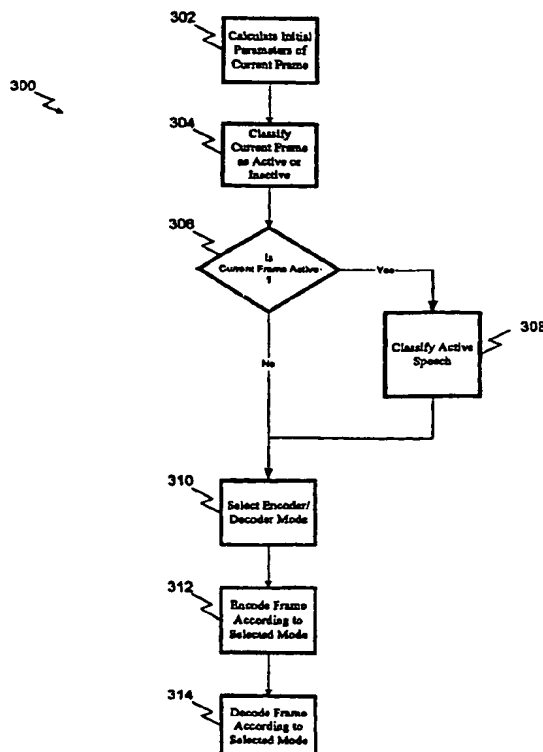 302
Calculate Initial
Parameters of
Current Frame
300
304
Classify
Current Frame
as Active or
Inactive
306
Is
Current Frame Active
?
Yes
308
Classify Active
Speech
No
310
Select Encoder/
Decoder Mode
312
Encode Frame
According to
Selected Mode
314
Decode Frame
According to
Selected Mode